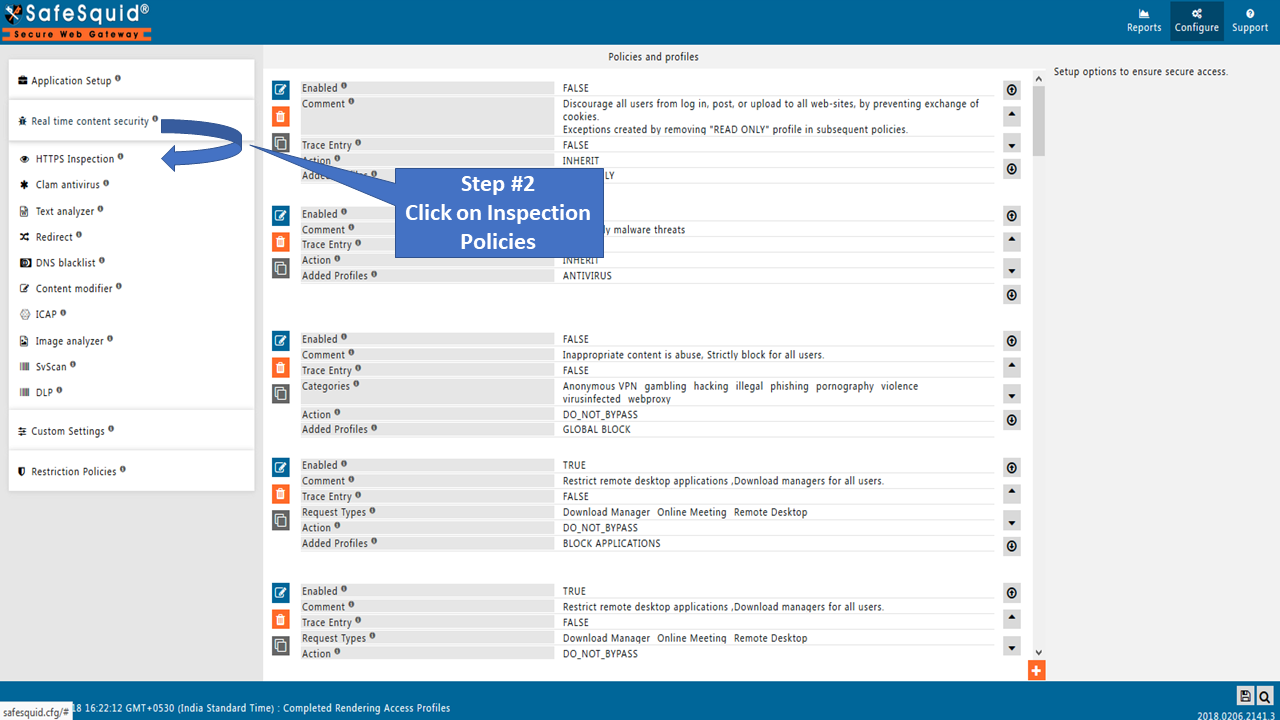 SafeSquid®
Secure Web Gateway
Reports
Configure
Support
Policies and profiles
Setup options to ensure secure access.
Application Setup
Real time content security
HTTPS Inspection
Clam antivirus
Text analyzer
Redirect
DNS blacklist
Content modifier
ICAP
Image analyzer
SvScan
DLP
Custom Settings
Restriction Policies
Enabled FALSE
Comment Discourage all users from log in, post, or upload to all web-sites, by preventing exchange of
cookies.
Exceptions created by removing "READ ONLY" profile in subsequent policies.
Trace Entry FALSE
Action INHERIT
Step #2
Click on Inspection
Policies
Enabled
Comment malware threats
Trace Entry
Action INHERIT
Added Profiles ANTIVIRUS
Enabled FALSE
Comment Inappropriate content is abuse, Strictly block for all users.
Trace Entry FALSE
Categories Anonymous VPN gambling hacking illegal phishing pornography violence
virusinfected webproxy
Action DO_NOT_BYPASS
Added Profiles GLOBAL BLOCK
Enabled TRUE
Comment Restrict remote desktop applications ,Download managers for all users.
Trace Entry FALSE
Request Types Download Manager Online Meeting Remote Desktop
Action DO_NOT_BYPASS
Added Profiles BLOCK APPLICATIONS
Enabled TRUE
Comment Restrict remote desktop applications ,Download managers for all users.
Trace Entry FALSE
Request Types Download Manager Online Meeting Remote Desktop
Action DO_NOT_BYPASS
safesquid.cfg/# 18 16:22:12 GMT+0530 (India Standard Time) : Completed Rendering Access Profiles
2018.0206.2141.3